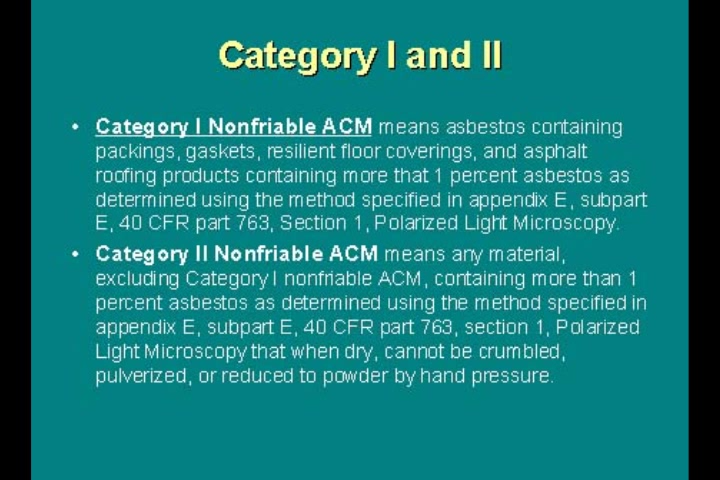 Category I and II
• Category I Nonfriable ACM means asbestos containing
packings, gaskets, resilient floor coverings, and asphalt
roofing products containing more that 1 percent asbestos as
determined using the method specified in appendix E, subpart
E, 40 CFR part 763, Section 1, Polarized Light Microscopy.
• Category II Nonfriable ACM means any material,
excluding Category I nonfriable ACM, containing more than 1
percent asbestos as determined using the method specified in
appendix E, subpart E, 40 CFR part 763, section 1, Polarized
Light Microscopy that when dry, cannot be crumbled,
pulverized, or reduced to powder by hand pressure.